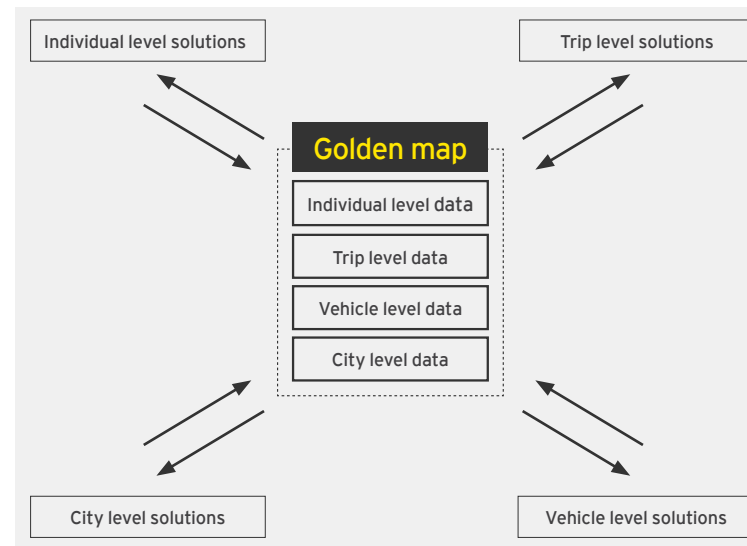 Individual level solutions
Trip level solutions
Golden map
Individual level data
Trip level data
Vehicle level data
City level data
City level solutions
Vehicle level solutions